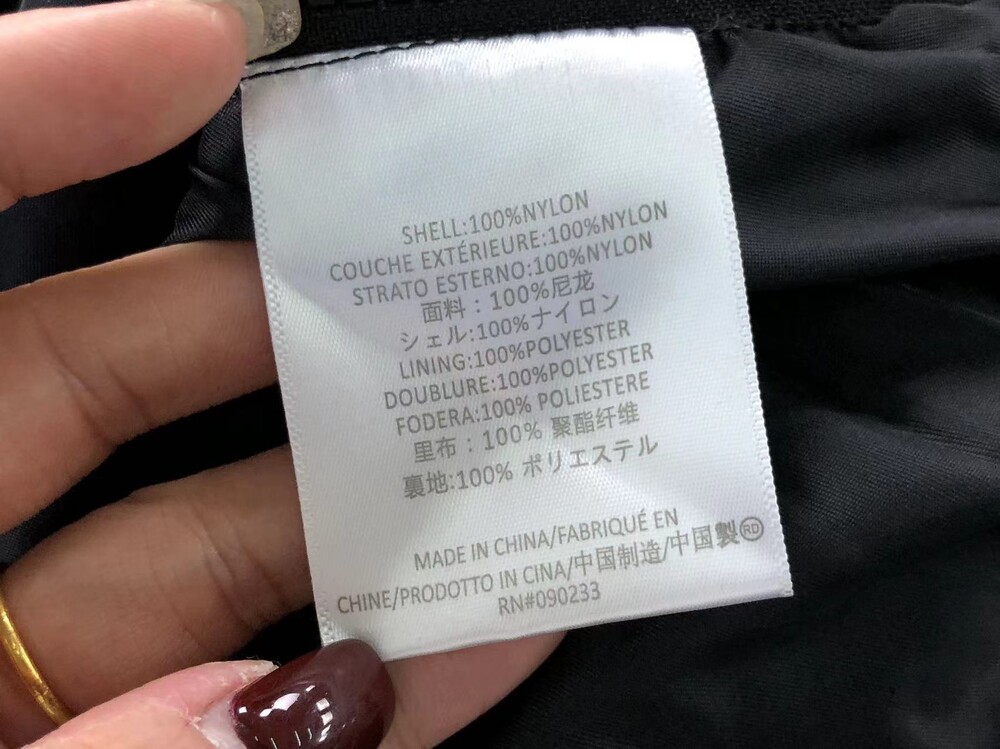 SHELL:100%NYLON
COUCHE EXTÉRIEURE:100%NYLON
STRATO ESTERNO:100%NYLON
面料：100%尼龙
シェル:100%ナイロン
LINING:100%POLYESTER
DOUBLURE:100%POLYESTER
FODERA:100% POLIESTERE
里布：100% 聚酯纤维
裏地:100% ポリエステル
MADE IN CHINA/FABRIQUÉ EN
CHINE/PRODOTTO IN CINA/中国制造/中国製 RD
RN#090233